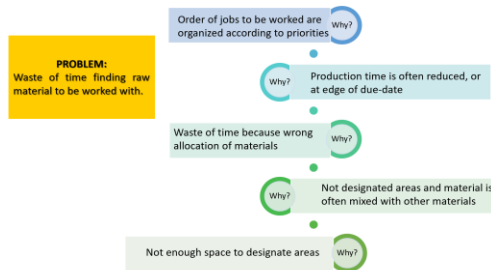 Order of jobs to be worked are
organized according to priorities
Why?
PROBLEM:
Waste of time finding raw
material to be worked with.
Why?
Production time is often reduced, or
at edge of due-date
Waste of time because wrong
allocation of materials
Why?
Why?
Not designated areas and material is
often mixed with other materials
Not enough space to designate areas
Why?